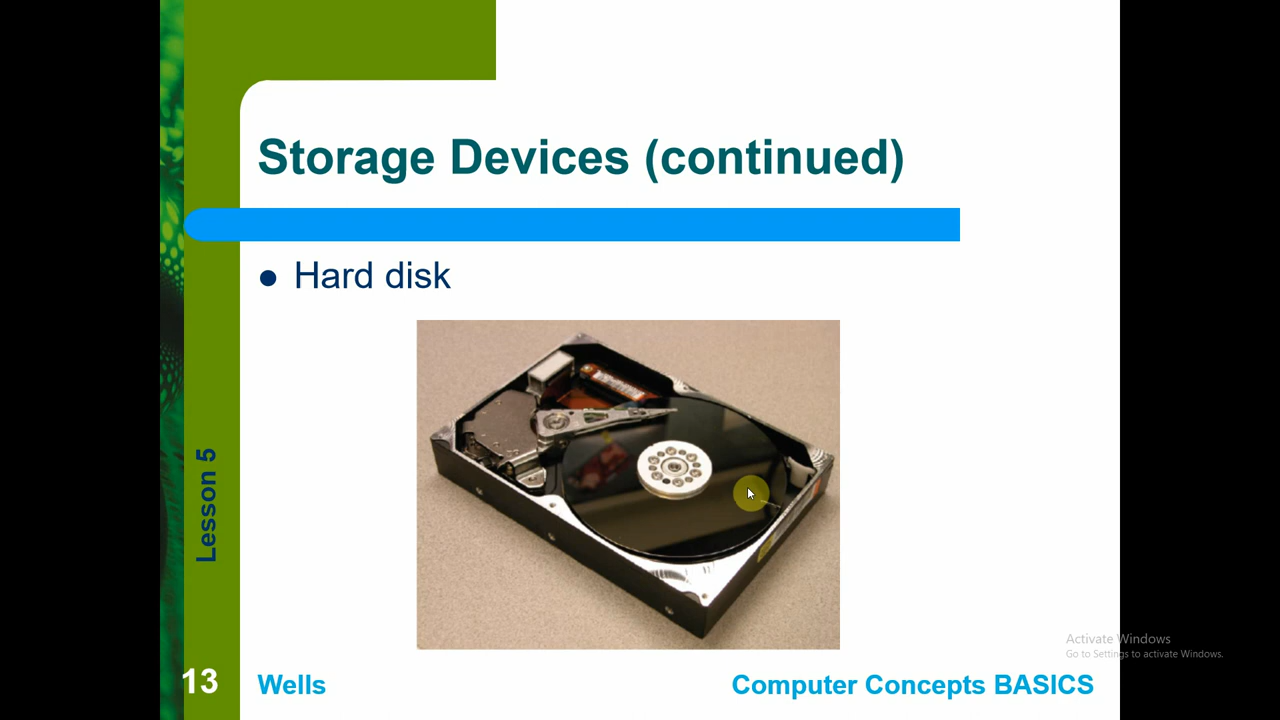 Storage Devices (continued)
● Hard disk
Lesson 5
Activate Windows
Go to Settings to activate Windows.
13
Wells
Computer Concepts BASICS